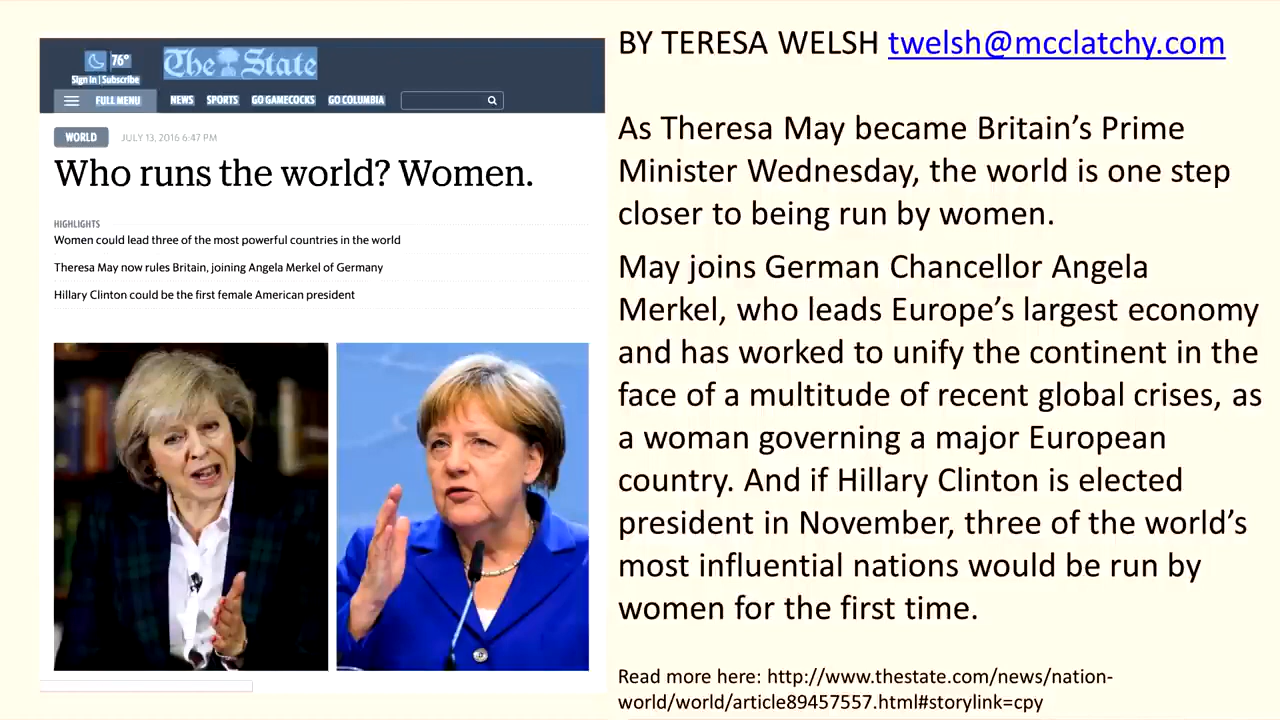 76°
The State
Sign In | Subscribe
FULL MENU NEWS SPORTS GO GAMECOCKS GO COLUMBIA
WORLD JULY 13, 2016 6:47 PM
Who runs the world? Women.
HIGHLIGHTS
Women could lead three of the most powerful countries in the world
Theresa May now rules Britain, joining Angela Merkel of Germany
Hillary Clinton could be the first female American president
BY TERESA WELSH twelsh@mcclatchy.com
As Theresa May became Britain’s Prime
Minister Wednesday, the world is one step
closer to being run by women.
May joins German Chancellor Angela
Merkel, who leads Europe’s largest economy
and has worked to unify the continent in the
face of a multitude of recent global crises, as
a woman governing a major European
country. And if Hillary Clinton is elected
president in November, three of the world’s
most influential nations would be run by
women for the first time.
Read more here: http://www.thestate.com/news/nation-
world/world/article89457557.html#storylink=cpy